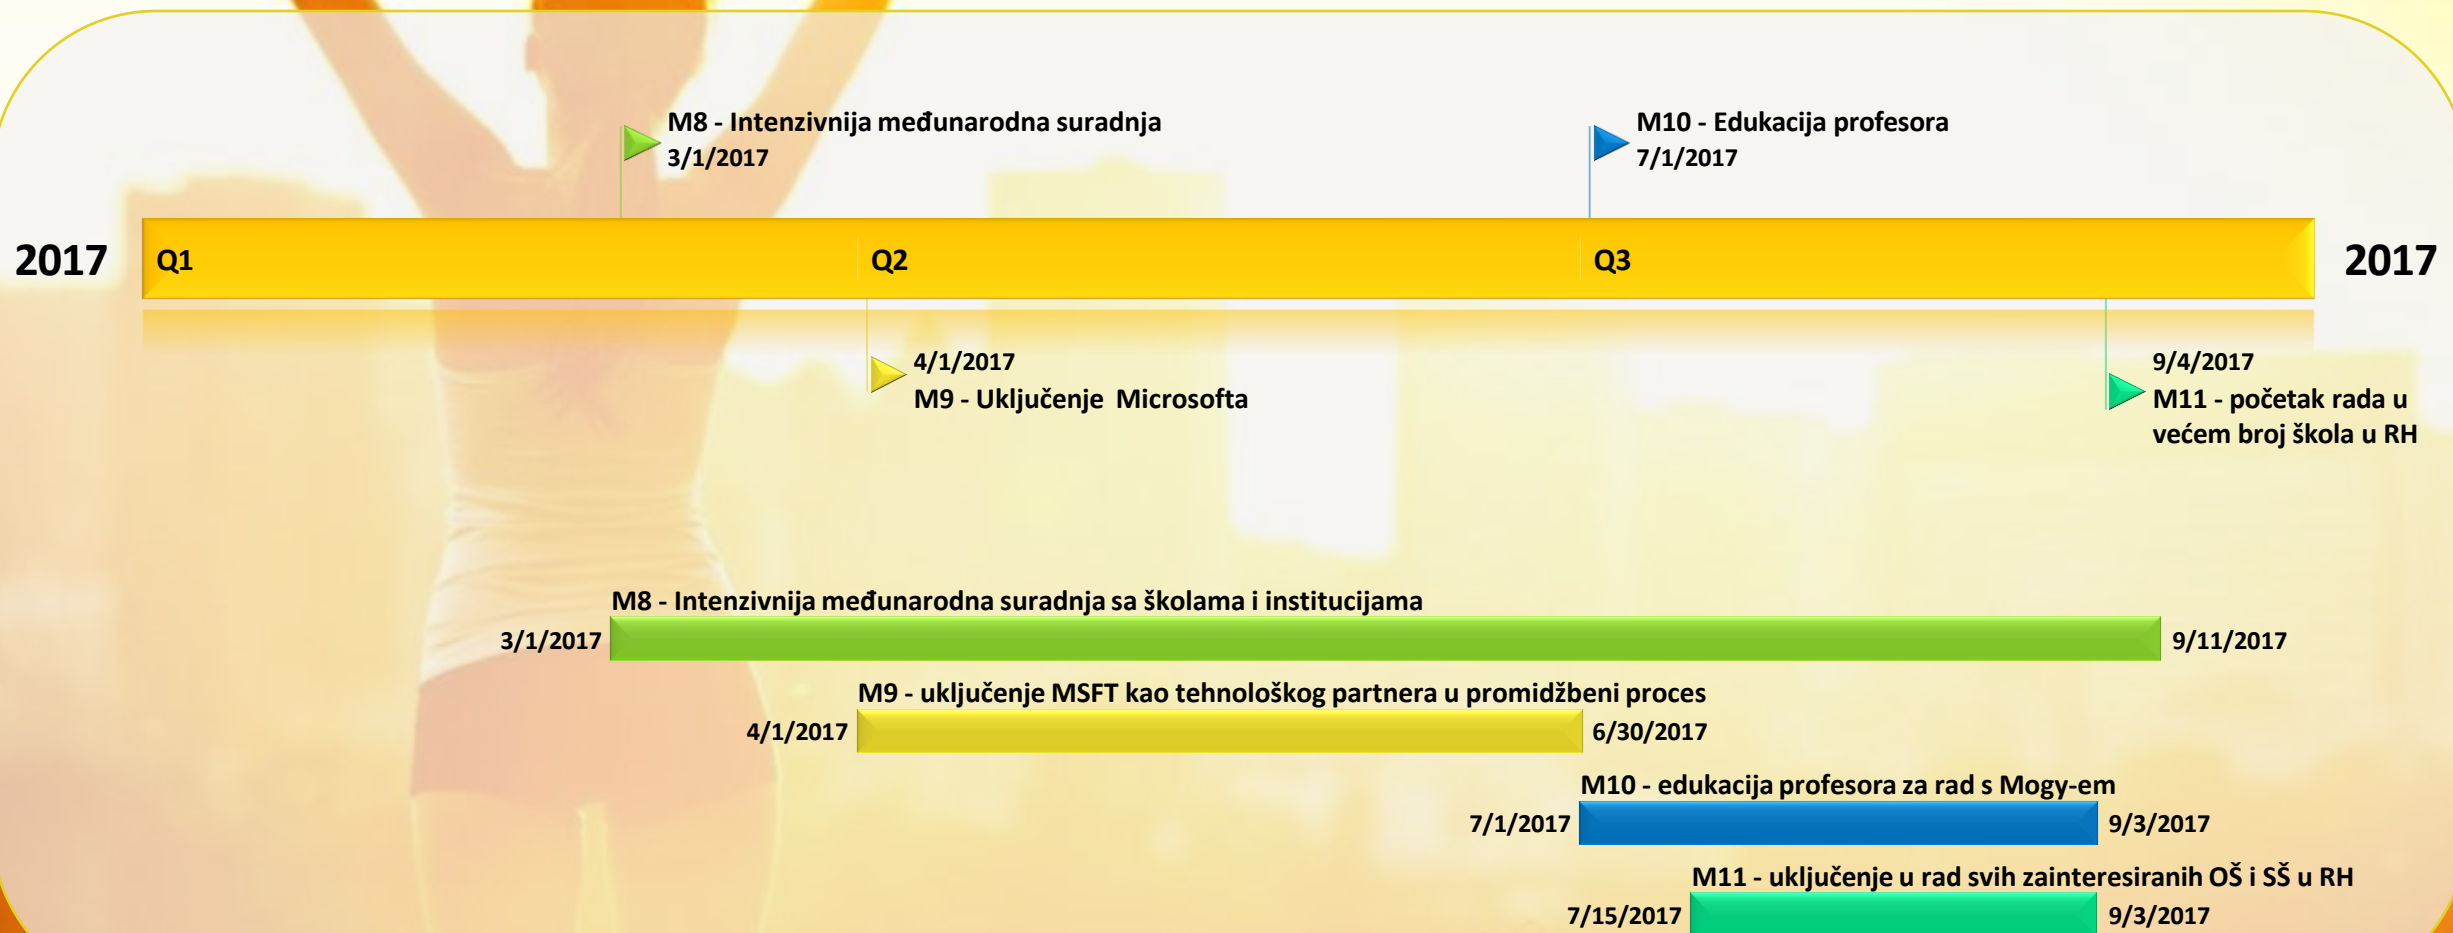 M8 - Intenzivnija međunarodna suradnja
3/1/2017
M10 - Edukacija profesora
7/1/2017
2017
Q1
Q2
Q3
2017
4/1/2017
M9 - Uključenje  Microsofta
9/4/2017
M11 - početak rada u
većem broj škola u RH
M8 - Intenzivnija međunarodna suradnja sa školama i institucijama
3/1/2017
9/11/2017
M9 - uključenje MSFT kao tehnološkog partnera u promidžbeni proces
4/1/2017
6/30/2017
M10 - edukacija profesora za rad s Mogy-em
7/1/2017
9/3/2017
M11 - uključenje u rad svih zainteresiranih OŠ i SŠ u RH
7/15/2017
9/3/2017